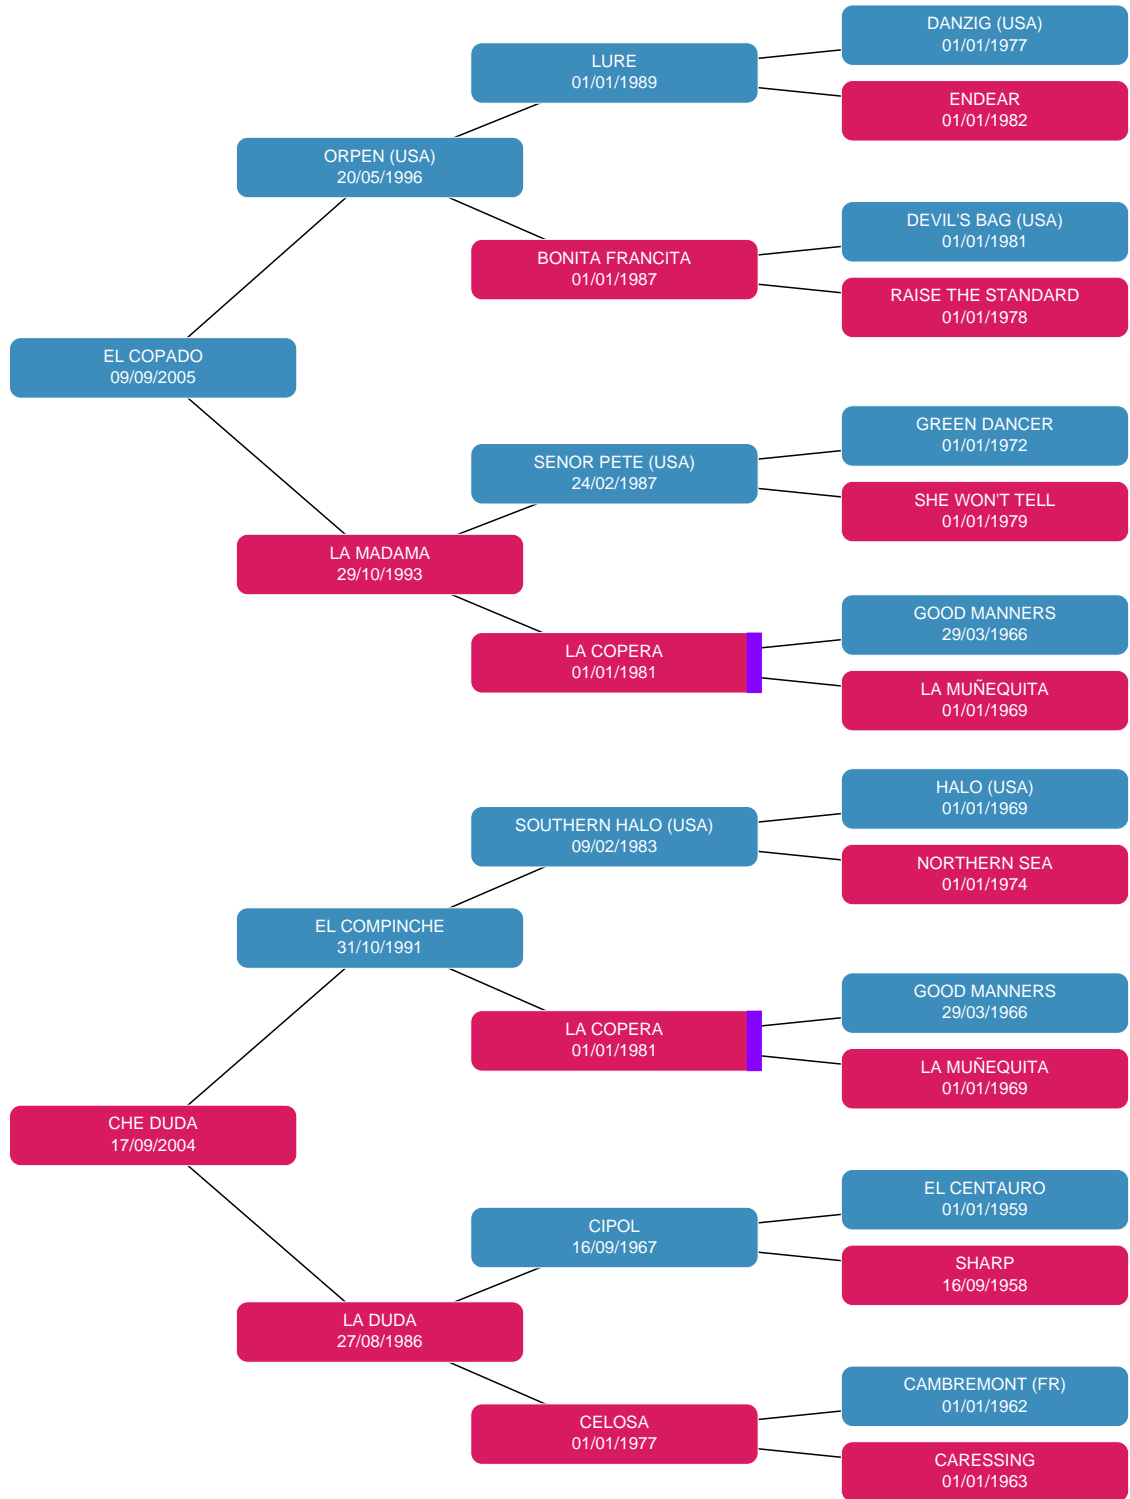 DANZIG (USA)
01/01/1977
LURE
01/01/1989
ENDEAR
01/01/1982
ORPEN (USA)
20/05/1996
DEVIL'S BAG (USA)
01/01/1981
BONITA FRANCITA
01/01/1987
RAISE THE STANDARD
01/01/1978
EL COPADO
09/09/2005
GREEN DANCER
01/01/1972
SENOR PETE (USA)
24/02/1987
SHE WON'T TELL
01/01/1979
LA MADAMA
29/10/1993
GOOD MANNERS
29/03/1966
LA COPERA
01/01/1981
LA MUÑEQUITA
01/01/1969
HALO (USA)
01/01/1969
SOUTHERN HALO (USA)
09/02/1983
NORTHERN SEA
01/01/1974
EL COMPINCHE
31/10/1991
GOOD MANNERS
29/03/1966
LA COPERA
01/01/1981
LA MUÑEQUITA
01/01/1969
CHE DUDA
17/09/2004
EL CENTAURO
01/01/1959
CIPOL
16/09/1967
SHARP
16/09/1958
LA DUDA
27/08/1986
CAMBREMONT (FR)
01/01/1962
CELOSA
01/01/1977
CARESSING
01/01/1963